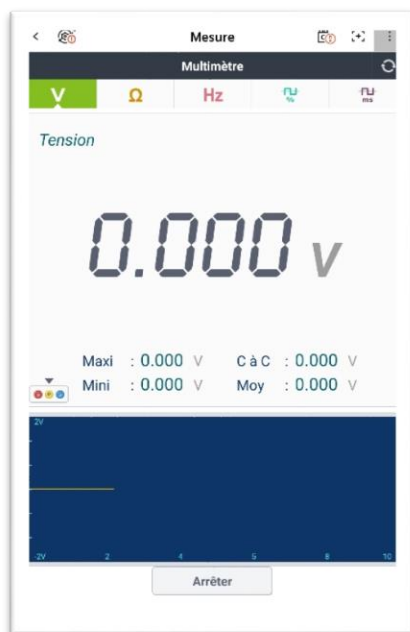 Mesure
Multimètre
V Ω Hz % ms
Tension
0.000 V
Maxi : 0.000 V C à C : 0.000 V
Mini : 0.000 V Moy : 0.000 V
2V
-2V 2 4 5 8 10
Arrêter